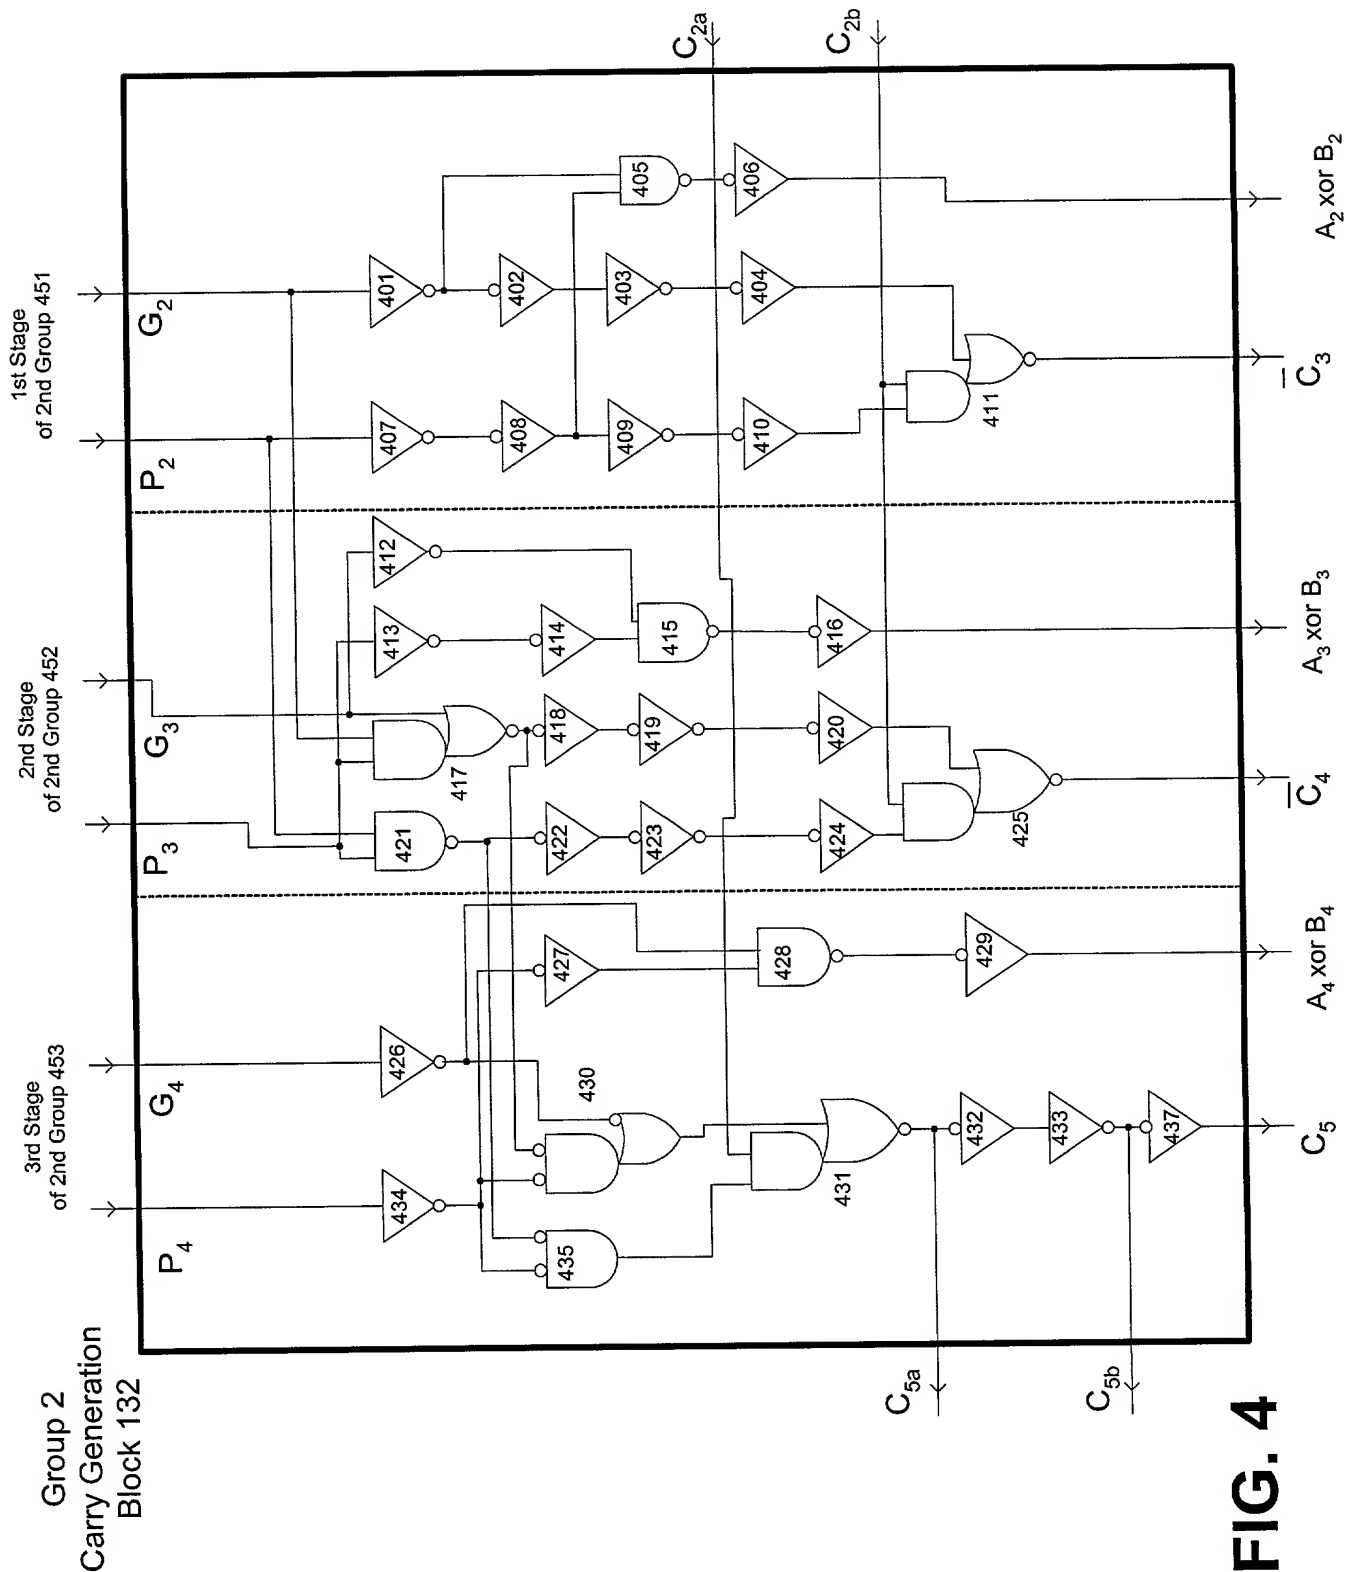 Group 2
Carry Generation
Block 132
3rd Stage
of 2nd Group 453
2nd Stage
of 2nd Group 452
1st Stage
of 2nd Group 451
P4
G4
P3
G3
P2
G2
C2a
C2b
434
426
421
417
413
412
407
401
435
430
427
422
418
414
408
402
423
419
415
409
403
405
431
428
424
420
416
410
404
406
432
433
437
429
425
411
C5a
C5b
C5
A4 xor B4
C̅4
A3 xor B3
C̅3
A2 xor B2
FIG. 4